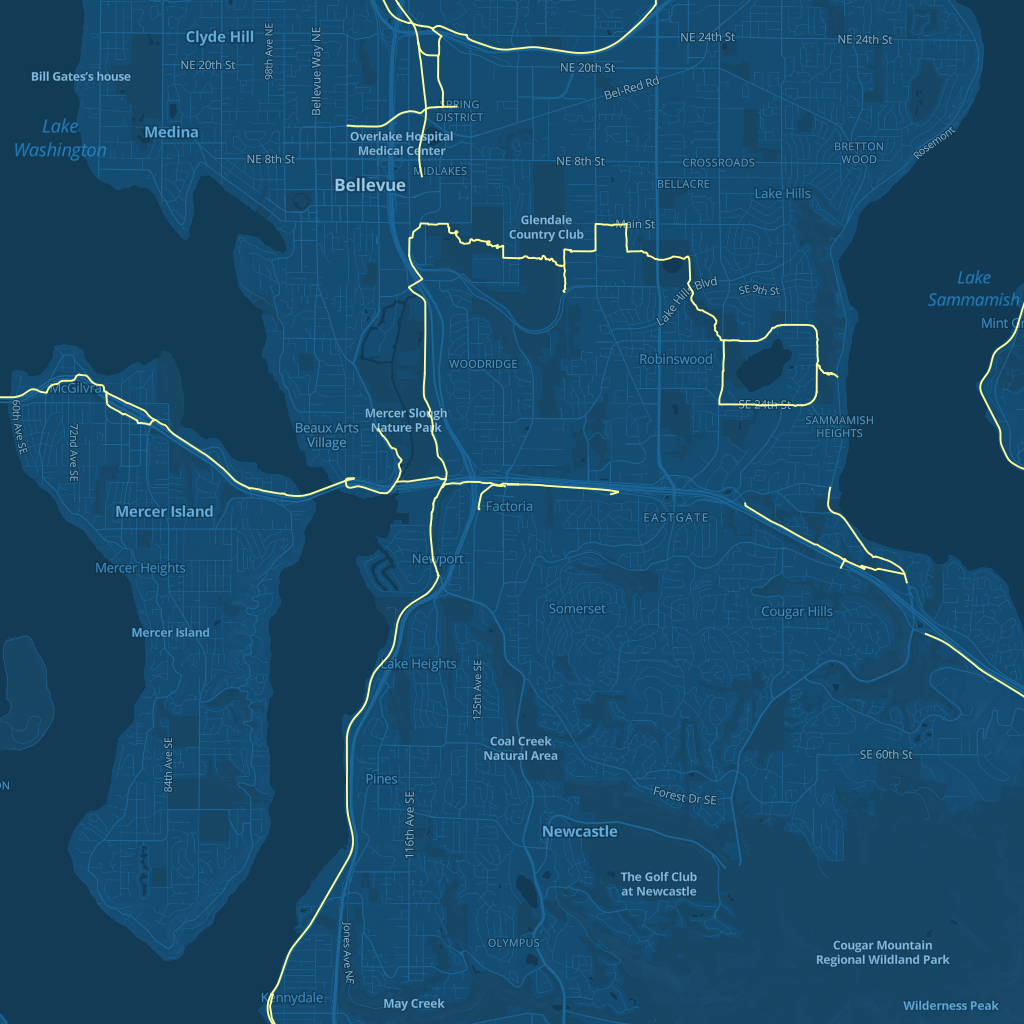 Clyde Hill
NE 24th St
NE 24th St
98th Ave NE
Bellevue Way NE
NE 20th St
NE 20th St
Bill Gates's house
Bel-Red Rd
SPRING
DISTRICT
Lake
Washington
Medina
Overlake Hospital
Medical Center
Rosemont
BRETTON
WOOD
NE 8th St
NE 8th St
CROSSROADS
MIDLAKES
Bellevue
BELLACRE
Lake Hills
Glendale
Country Club
Main St
Lake
Sammamish
SE 9th St
Lake Hills Blvd
Mint Gr
WOODRIDGE
Robinswood
McGilvra
SE 24th St
60th Ave SE
72nd Ave SE
Mercer Slough
Nature Park
Beaux Arts
Village
SAMMAMISH
HEIGHTS
Mercer Island
Factoria
EASTGATE
Newport
Mercer Heights
Somerset
Cougar Hills
Mercer Island
Lake Heights
125th Ave SE
Coal Creek
Natural Area
SE 60th St
84th Ave SE
Pines
Forest Dr SE
116th Ave SE
Newcastle
The Golf Club
at Newcastle
Jones Ave NE
OLYMPUS
Cougar Mountain
Regional Wildland Park
Kennydale
May Creek
Wilderness Peak